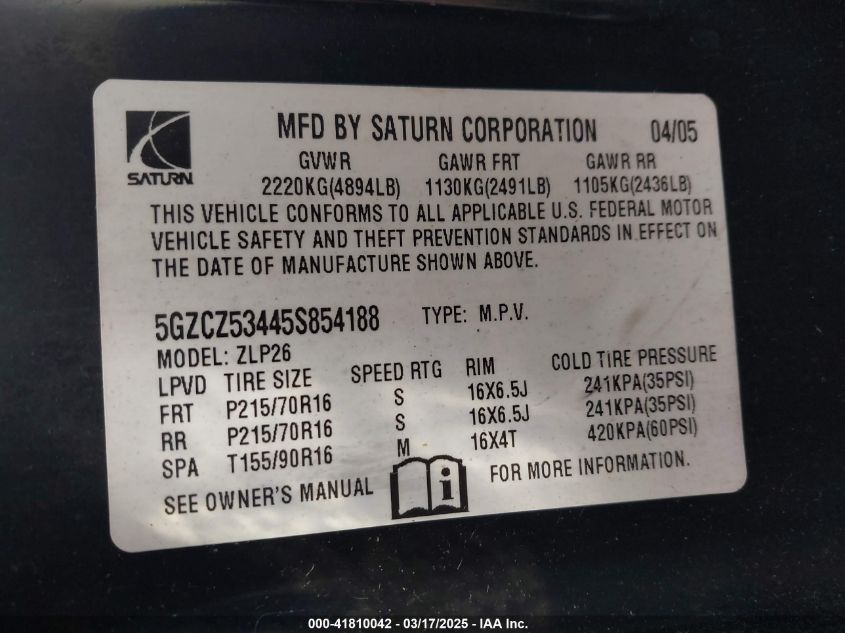 MFD BY SATURN CORPORATION 04/05
SATURN
GVWR GAWR FRT GAWR RR
2220KG(4894LB) 1130KG(2491LB) 1105KG(2436LB)
THIS VEHICLE CONFORMS TO ALL APPLICABLE U.S. FEDERAL MOTOR
VEHICLE SAFETY AND THEFT PREVENTION STANDARDS IN EFFECT ON
THE DATE OF MANUFACTURE SHOWN ABOVE.
5GZCZ53445S854188 TYPE: M.P.V.
MODEL: ZLP26
LPVD TIRE SIZE SPEED RTG RIM COLD TIRE PRESSURE
FRT P215/70R16 S 16X6.5J 241KPA(35PSI)
RR P215/70R16 S 16X6.5J 241KPA(35PSI)
SPA T155/90R16 M 16X4T 420KPA(60PSI)
SEE OWNER'S MANUAL i FOR MORE INFORMATION.
000-41810042 — 03/17/2025 — IAA Inc.